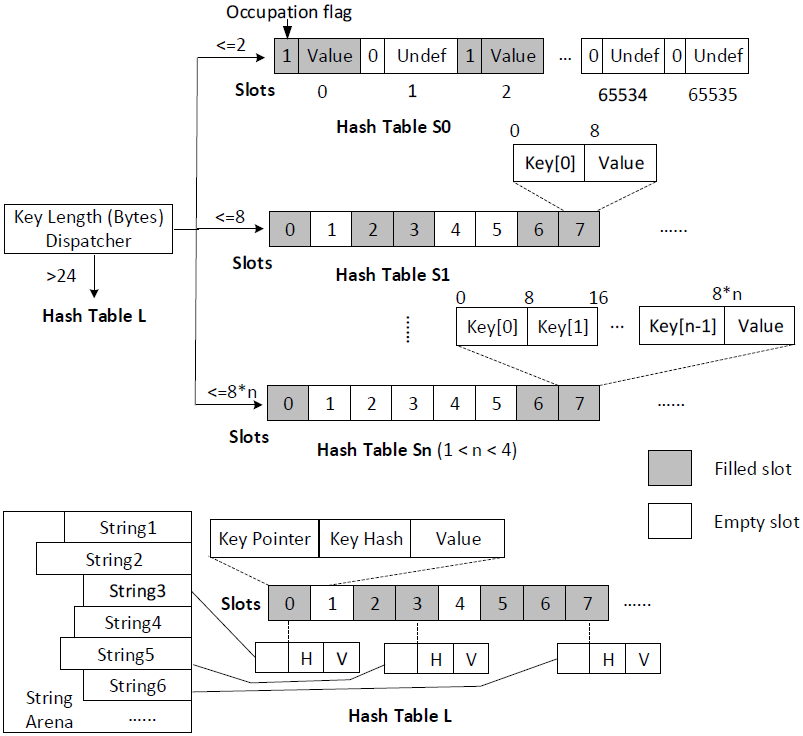 Occupation flag
<=2
1 Value 0 Undef 1 Value ... 0 Undef 0 Undef
Slots 0 1 2 65534 65535
Hash Table S0
0 8
Key[0] Value
Key Length (Bytes)
Dispatcher
<=8
0 1 2 3 4 5 6 7 ......
Slots
Hash Table S1
>24
Hash Table L
0 8 16 8*n
......
Key[0] Key[1] ... Key[n-1] Value
<=8*n
0 1 2 3 4 5 6 7 ......
Slots
Hash Table Sn (1 < n < 4)
Filled slot
Empty slot
String1
String2
String3
String4
String5
String6
String
Arena
......
Key Pointer Key Hash Value
Slots 0 1 2 3 4 5 6 7 ......
H V H V H V
Hash Table L